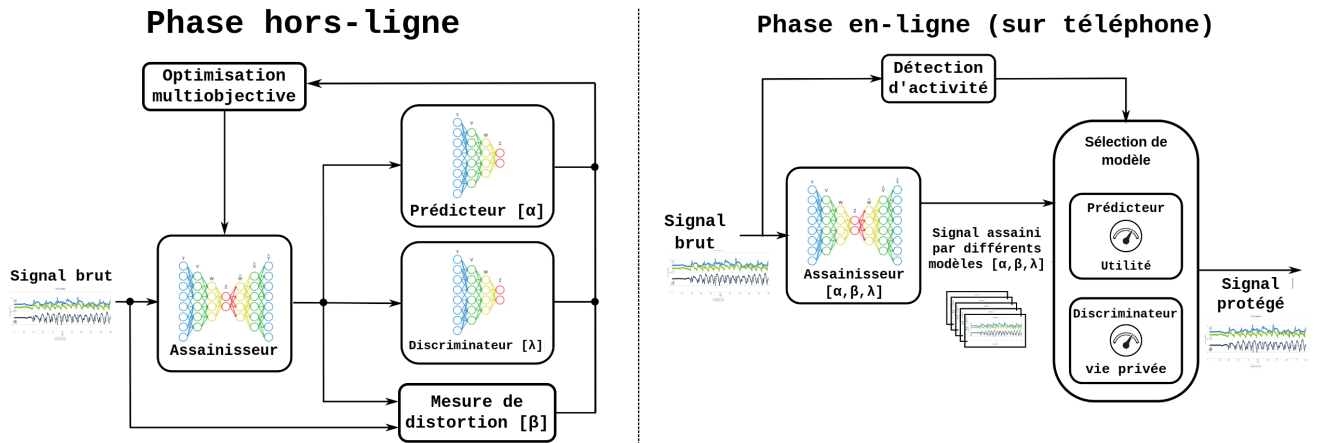 Phase hors-ligne
Optimisation
multiobjective
Prédicteur [α]
Signal brut
Assainisseur
Discriminateur [λ]
Mesure de
distortion [β]
Phase en-ligne (sur téléphone)
Détection
d'activité
Signal
brut
Assainisseur
[α,β,λ]
Signal assaini
par différents
modèles [α,β,λ]
Sélection de
modèle
Prédicteur
Utilité
Discriminateur
vie privée
Signal
protégé